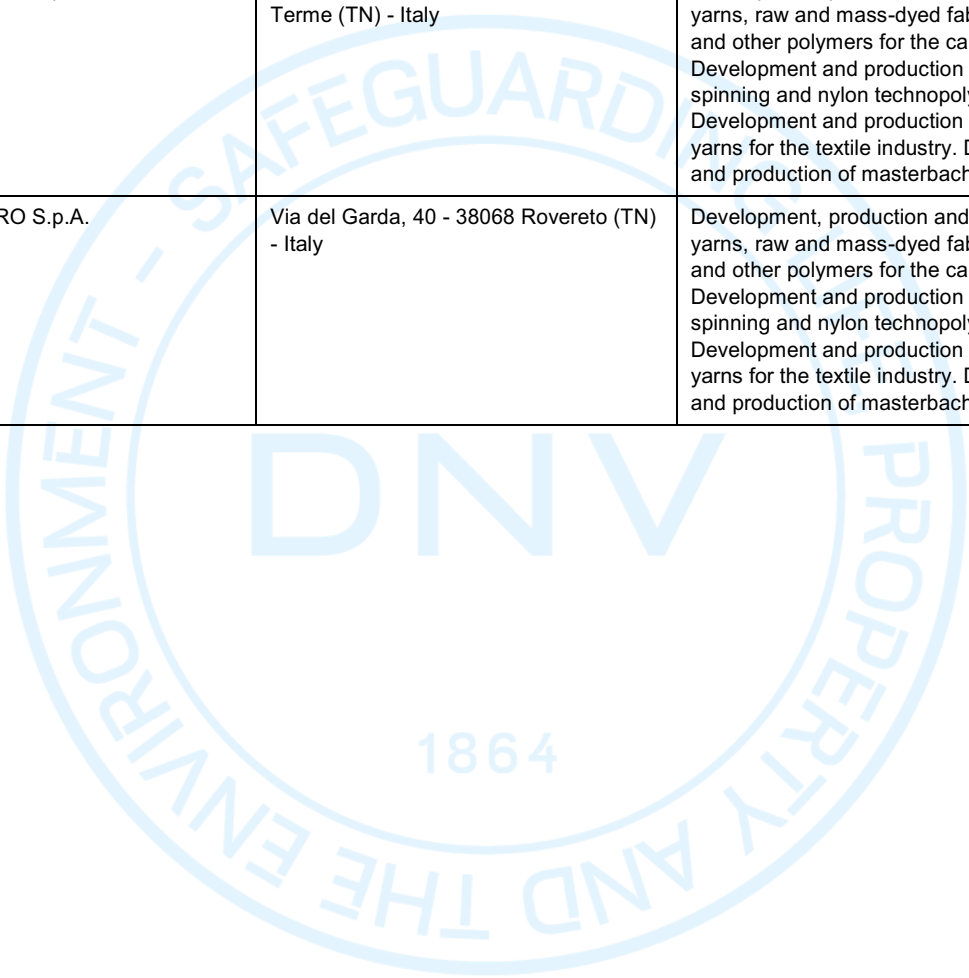 Terme (TN) - Italy
yarns, raw and mass-dyed fab
and other polymers for the ca
Development and production
spinning and nylon technopoly
Development and production
yarns for the textile industry. D
and production of masterbach
RO S.p.A.
Via del Garda, 40 - 38068 Rovereto (TN)
- Italy
Development, production and
yarns, raw and mass-dyed fab
and other polymers for the ca
Development and production
spinning and nylon technopoly
Development and production
yarns for the textile industry. D
and production of masterbach
SAFEGUARDING LIFE, PROPERTY AND THE ENVIRONMENT -
DNV
1864